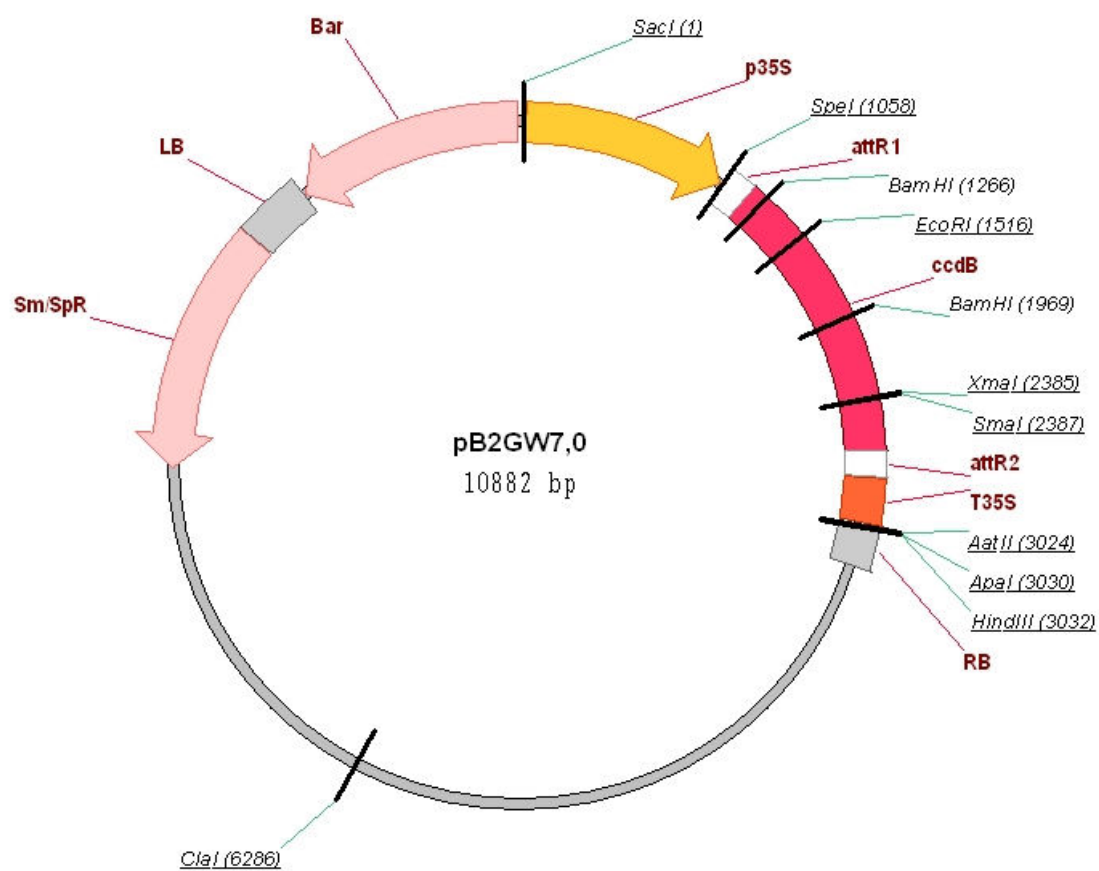 Bar
SacI (1)
p35S
SpeI (1058)
LB
attR1
BamHI (1266)
EcoRI (1516)
ccdB
Sm/SpR
BamHI (1969)
XmaI (2385)
SmaI (2387)
pB2GW7,0
10882 bp
attR2
T35S
AatII (3024)
ApaI (3030)
HindIII (3032)
RB
ClaI (6286)